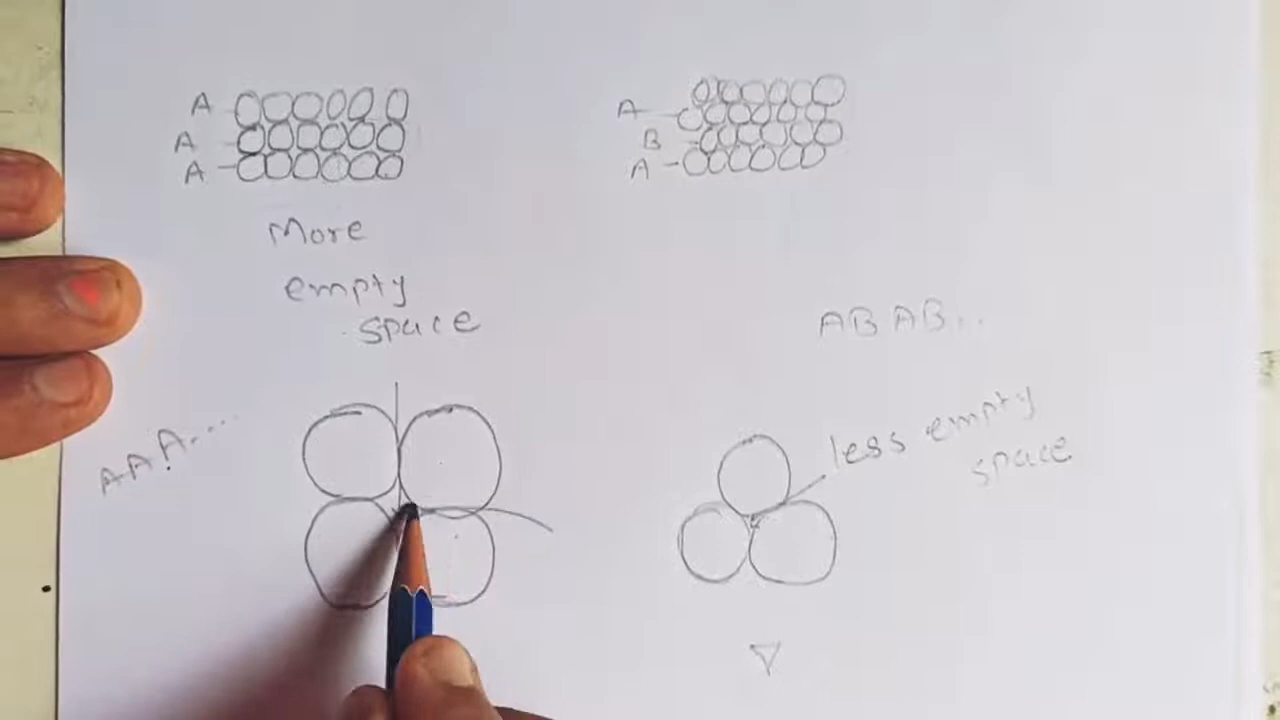 A
A
A
More
empty
space
AAA....
A
B
A
ABAB..
less empty
space